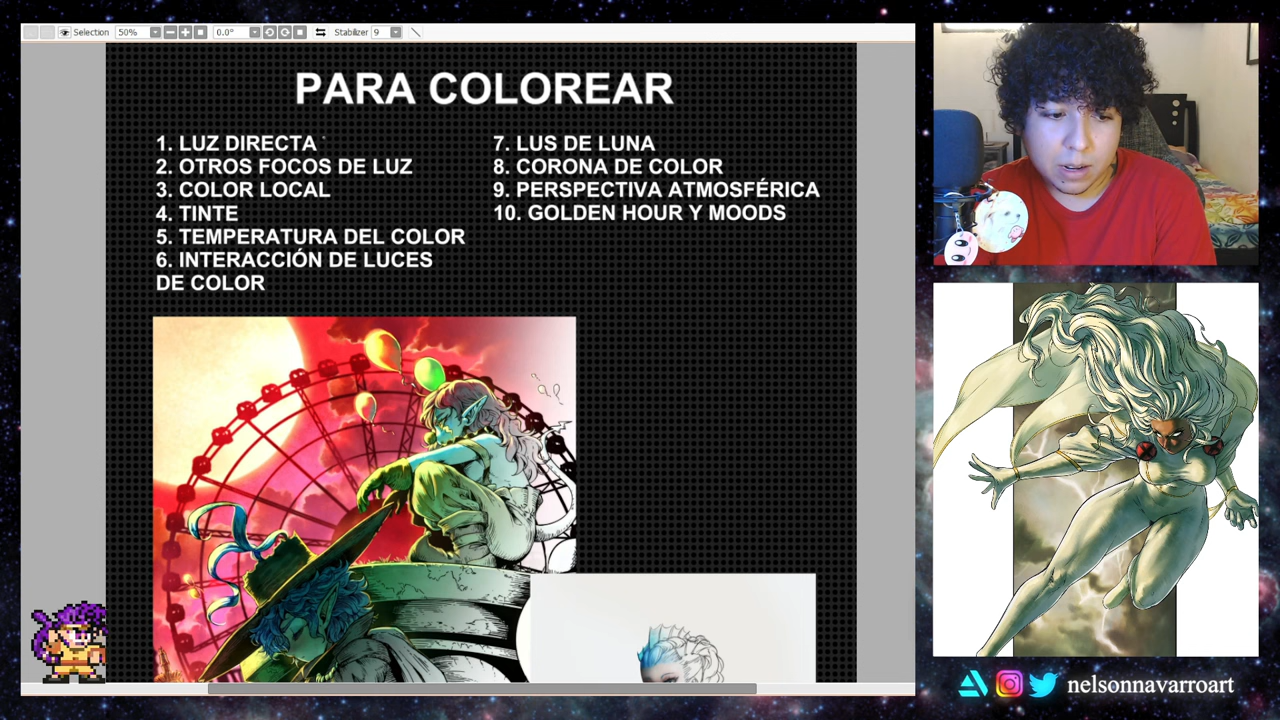 Selection 50% 0.0° Stabilizer 9
PARA COLOREAR
1. LUZ DIRECTA
2. OTROS FOCOS DE LUZ
3. COLOR LOCAL
4. TINTE
5. TEMPERATURA DEL COLOR
6. INTERACCIÓN DE LUCES
DE COLOR
7. LUS DE LUNA
8. CORONA DE COLOR
9. PERSPECTIVA ATMOSFÉRICA
10. GOLDEN HOUR Y MOODS
nelsonnavarroart